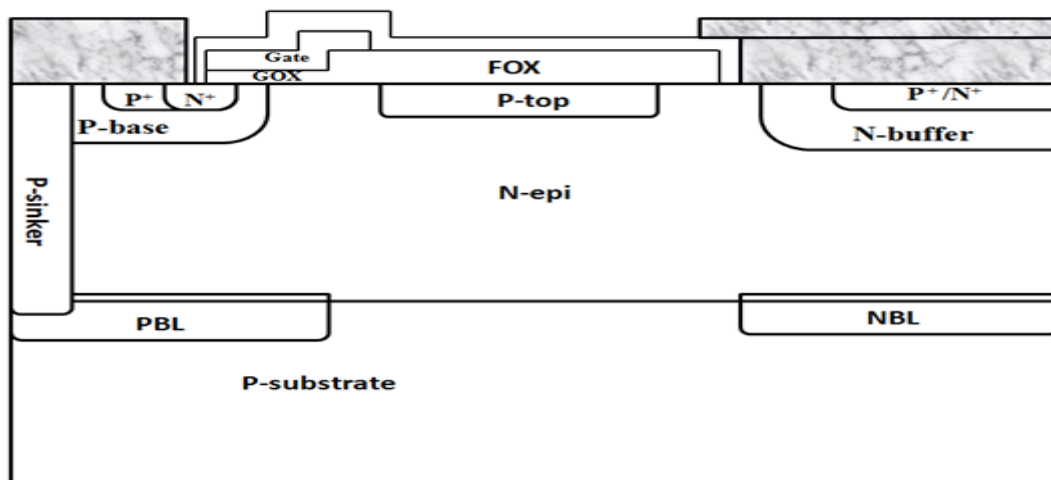 Gate
GOX
FOX
P⁺
N⁺
P-top
P⁺/N⁺
P-base
N-buffer
P-sinker
N-epi
PBL
NBL
P-substrate